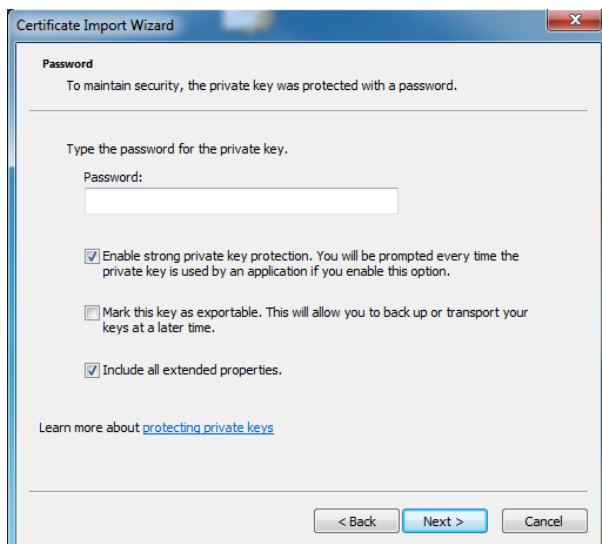 Certificate Import Wizard
Password
To maintain security, the private key was protected with a password.
Type the password for the private key.
Password:
Enable strong private key protection. You will be prompted every time the
private key is used by an application if you enable this option.
Mark this key as exportable. This will allow you to back up or transport your
keys at a later time.
Include all extended properties.
Learn more about protecting private keys
< Back Next > Cancel